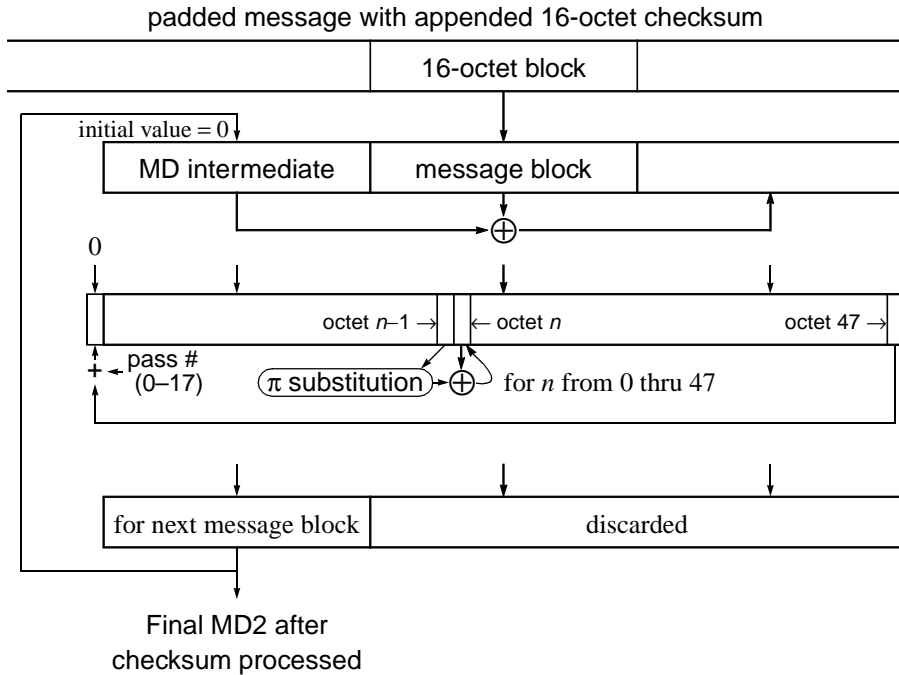 padded message with appended 16-octet checksum
16-octet block
initial value = 0
MD intermediate
message block
0
octet n–1 →
← octet n
octet 47 →
+
pass #
(0–17)
π substitution
for n from 0 thru 47
for next message block
discarded
Final MD2 after
checksum processed